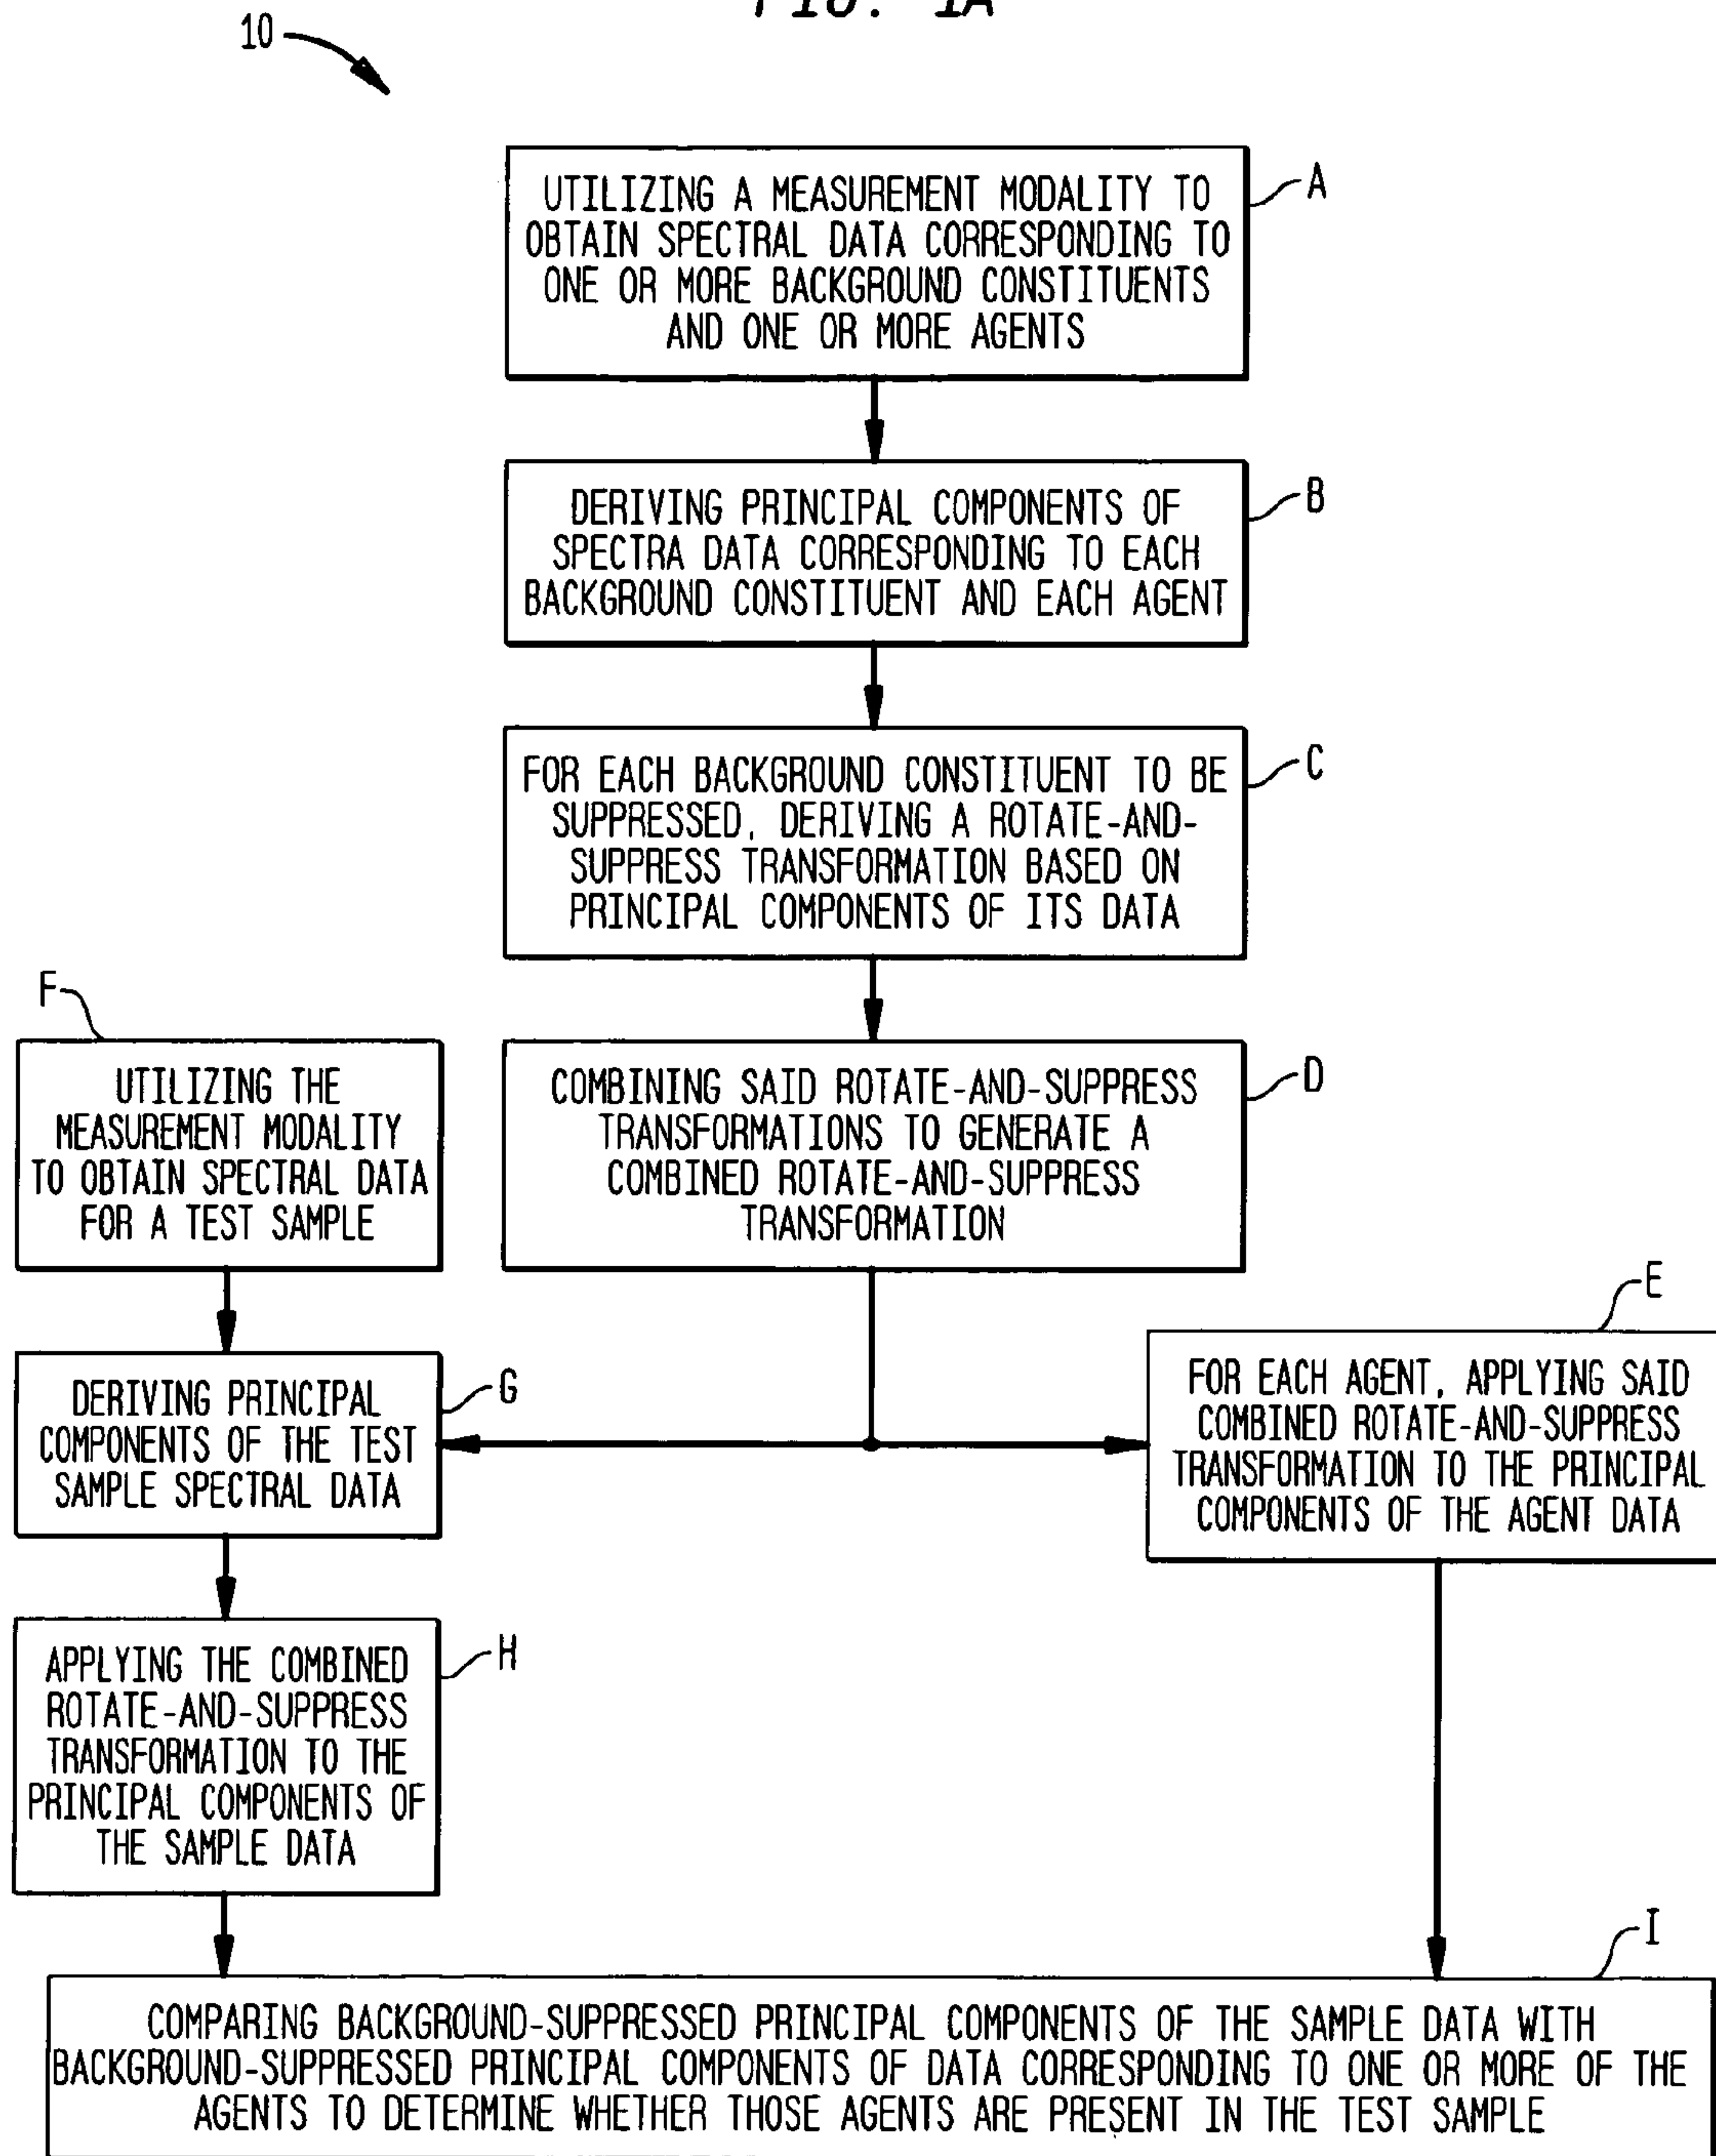 FIG. 1A
10
A
UTILIZING A MEASUREMENT MODALITY TO
OBTAIN SPECTRAL DATA CORRESPONDING TO
ONE OR MORE BACKGROUND CONSTITUENTS
AND ONE OR MORE AGENTS
B
DERIVING PRINCIPAL COMPONENTS OF
SPECTRA DATA CORRESPONDING TO EACH
BACKGROUND CONSTITUENT AND EACH AGENT
C
FOR EACH BACKGROUND CONSTITUENT TO BE
SUPPRESSED, DERIVING A ROTATE-AND-
SUPPRESS TRANSFORMATION BASED ON
PRINCIPAL COMPONENTS OF ITS DATA
F
UTILIZING THE
MEASUREMENT MODALITY
TO OBTAIN SPECTRAL DATA
FOR A TEST SAMPLE
D
COMBINING SAID ROTATE-AND-SUPPRESS
TRANSFORMATIONS TO GENERATE A
COMBINED ROTATE-AND-SUPPRESS
TRANSFORMATION
E
FOR EACH AGENT, APPLYING SAID
COMBINED ROTATE-AND-SUPPRESS
TRANSFORMATION TO THE PRINCIPAL
COMPONENTS OF THE AGENT DATA
G
DERIVING PRINCIPAL
COMPONENTS OF THE TEST
SAMPLE SPECTRAL DATA
H
APPLYING THE COMBINED
ROTATE-AND-SUPPRESS
TRANSFORMATION TO THE
PRINCIPAL COMPONENTS OF
THE SAMPLE DATA
I
COMPARING BACKGROUND-SUPPRESSED PRINCIPAL COMPONENTS OF THE SAMPLE DATA WITH
BACKGROUND-SUPPRESSED PRINCIPAL COMPONENTS OF DATA CORRESPONDING TO ONE OR MORE OF THE
AGENTS TO DETERMINE WHETHER THOSE AGENTS ARE PRESENT IN THE TEST SAMPLE